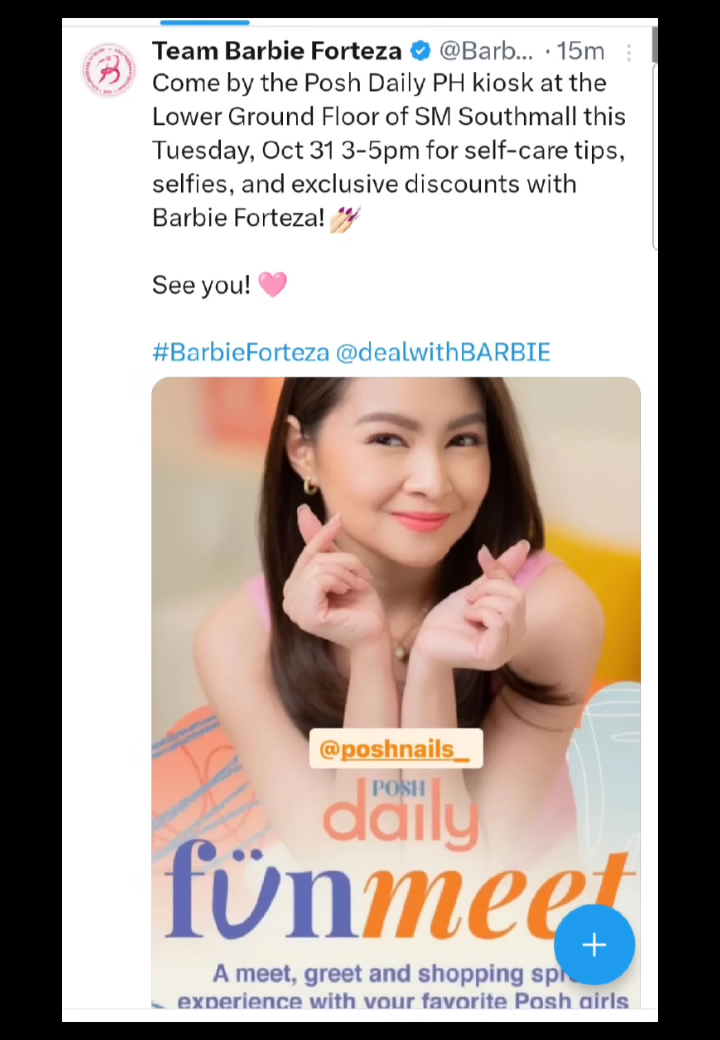 Team Barbie Forteza @Barb... · 15m
Come by the Posh Daily PH kiosk at the
Lower Ground Floor of SM Southmall this
Tuesday, Oct 31 3-5pm for self-care tips,
selfies, and exclusive discounts with
Barbie Forteza! 💅🏻
See you! 🩷
#BarbieForteza @dealwithBARBIE
@poshnails_
POSH
daily
fünmeet
A meet, greet and shopping
experience with your favorite Posh girls